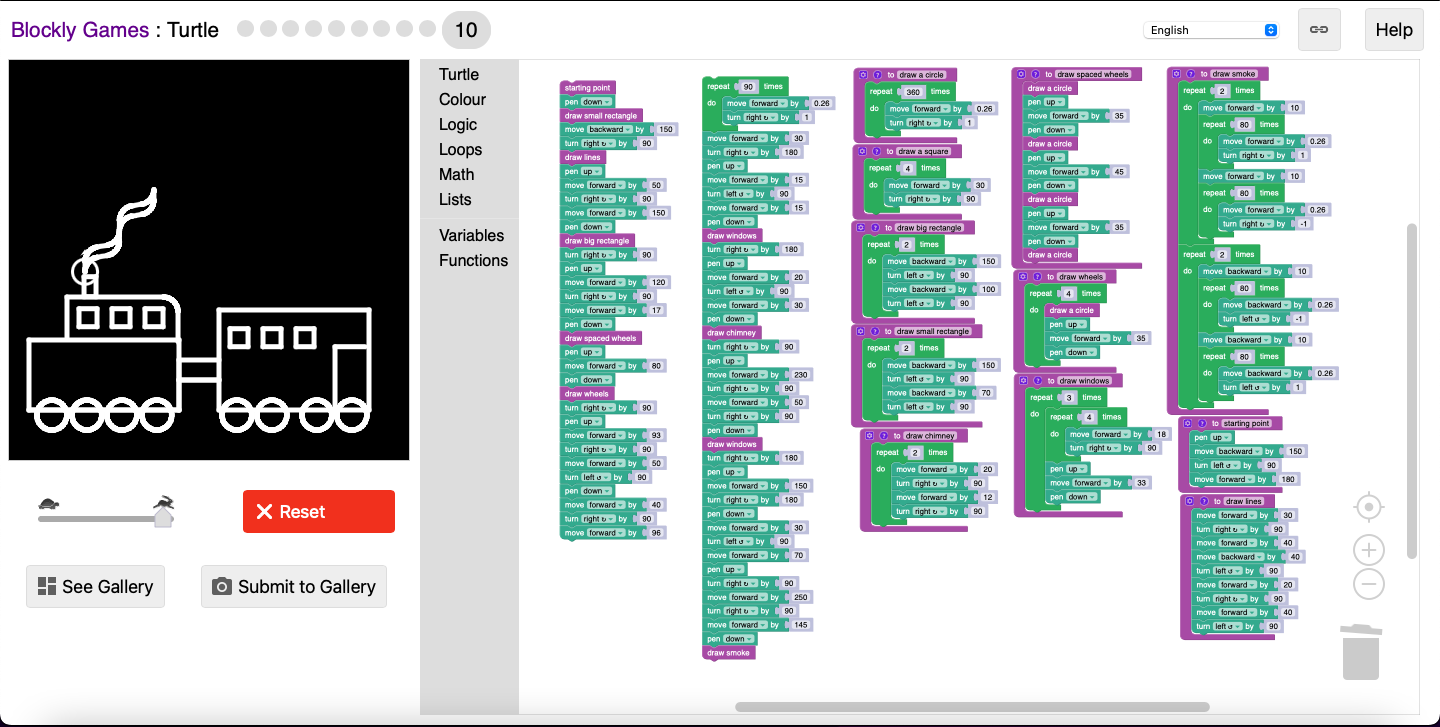 Blockly Games : Turtle
10
English
Help
Turtle
Colour
Logic
Loops
Math
Lists
Variables
Functions
Reset
See Gallery
Submit to Gallery
starting point
pen down
draw small rectangle
move backward by 150
turn right by 90
draw lines
pen up
move forward by 50
turn right by 90
move forward by 150
pen down
draw big rectangle
turn right by 90
pen up
move forward by 120
turn right by 90
move forward by 17
pen down
draw spaced wheels
pen up
move forward by 80
pen down
draw wheels
turn right by 90
pen up
move forward by 93
turn right by 90
move forward by 50
turn left by 90
pen down
move forward by 40
turn right by 90
move forward by 96
repeat 90 times
do move forward by 0.26
turn right by 1
move forward by 30
turn right by 180
pen up
move forward by 15
turn left by 90
move forward by 15
pen down
draw windows
turn right by 180
pen up
move forward by 20
turn left by 90
move forward by 30
pen down
draw chimney
turn right by 90
pen up
move forward by 230
turn right by 90
move forward by 50
turn right by 90
pen down
draw windows
turn right by 180
pen up
move forward by 150
turn right by 180
pen down
move forward by 30
turn left by 90
move forward by 70
pen up
turn right by 90
move forward by 250
turn right by 90
move forward by 145
pen down
draw smoke
? to draw a circle
repeat 360 times
do move forward by 0.26
turn right by 1
? to draw a square
repeat 4 times
do move forward by 30
turn right by 90
? to draw big rectangle
repeat 2 times
do move backward by 150
turn left by 90
move backward by 100
turn left by 90
? to draw small rectangle
repeat 2 times
do move backward by 150
turn left by 90
move backward by 70
turn left by 90
? to draw chimney
repeat 2 times
do move forward by 20
turn right by 90
move forward by 12
turn right by 90
? to draw spaced wheels
draw a circle
pen up
move forward by 35
pen down
draw a circle
pen up
move forward by 45
pen down
draw a circle
pen up
move forward by 35
pen down
draw a circle
? to draw wheels
repeat 4 times
do draw a circle
pen up
move forward by 35
pen down
? to draw windows
repeat 3 times
do repeat 4 times
do move forward by 18
turn right by 90
pen up
move forward by 33
pen down
? to draw smoke
repeat 2 times
do move forward by 10
repeat 80 times
do move forward by 0.26
turn right by 1
move forward by 10
repeat 80 times
do move forward by 0.26
turn right by -1
repeat 2 times
do move backward by 10
repeat 80 times
do move backward by 0.26
turn left by -1
move backward by 10
repeat 80 times
do move backward by 0.26
turn left by 1
? to starting point
pen up
move backward by 150
turn left by 90
move forward by 180
? to draw lines
move forward by 30
turn right by 90
move forward by 40
move backward by 40
turn left by 90
move forward by 20
turn right by 90
move forward by 40
turn left by 90